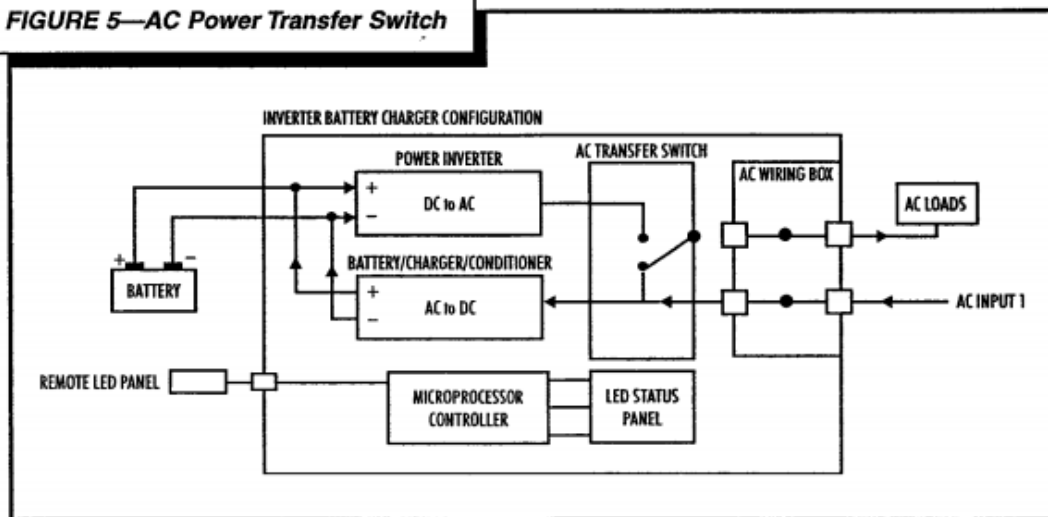 FIGURE 5—AC Power Transfer Switch
INVERTER BATTERY CHARGER CONFIGURATION
POWER INVERTER
AC TRANSFER SWITCH
AC WIRING BOX
+
DC to AC
−
AC LOADS
BATTERY/CHARGER/CONDITIONER
+ −
BATTERY
+
AC to DC
−
AC INPUT 1
REMOTE LED PANEL
MICROPROCESSOR
CONTROLLER
LED STATUS
PANEL